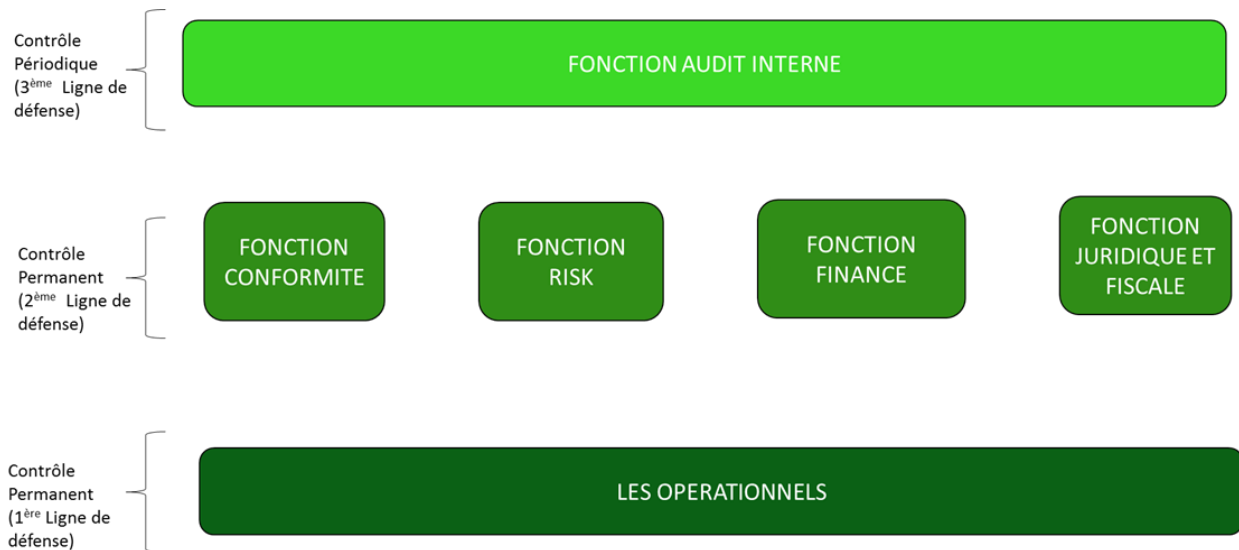 Contrôle
Périodique
(3ème Ligne de
défense)
FONCTION AUDIT INTERNE
Contrôle
Permanent
(2ème Ligne de
défense)
FONCTION
CONFORMITE
FONCTION
RISK
FONCTION
FINANCE
FONCTION
JURIDIQUE ET
FISCALE
Contrôle
Permanent
(1ère Ligne de
défense)
LES OPERATIONNELS